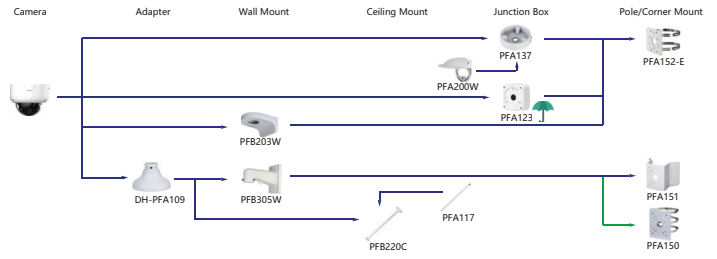 Camera Adapter Wall Mount Ceiling Mount Junction Box Pole/Corner Mount
PFA137
PFA152-E
PFA200W
PFA123
PFB203W
DH-PFA109
PFB305W
PFA151
PFA117
PFB220C
PFA150